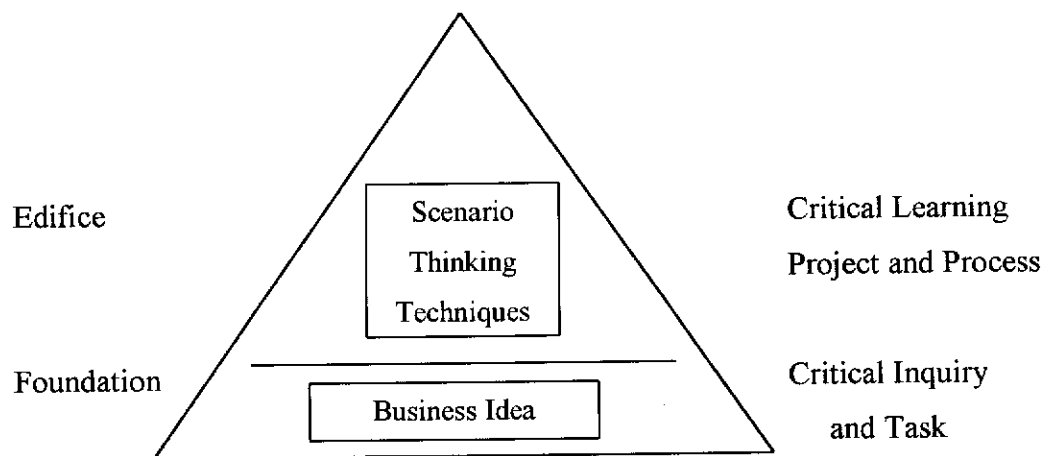 Edifice
Scenario
Thinking
Techniques
Critical Learning
Project and Process
Foundation
Business Idea
Critical Inquiry
and Task